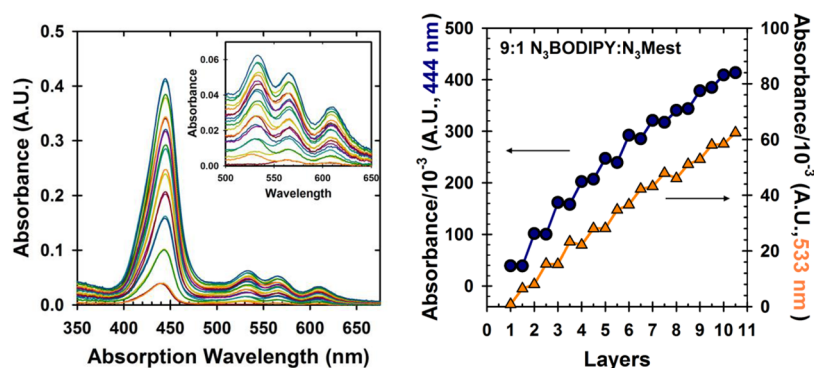 Absorbance (A.U.)
0.5
0.4
0.3
0.2
0.1
0.0
350 400 450 500 550 600 650
Absorption Wavelength (nm)
Absorbance
0.06
0.04
0.02
0.0
500 550 600 650
Wavelength
9:1 N₃BODIPY:N₃Mest
Absorbance/10⁻³ (A.U., 444 nm)
500
400
300
200
100
0
0 1 2 3 4 5 6 7 8 9 10 11
Layers
100
80
60
40
20
0
Absorbance/10⁻³ (A.U., 533 nm)